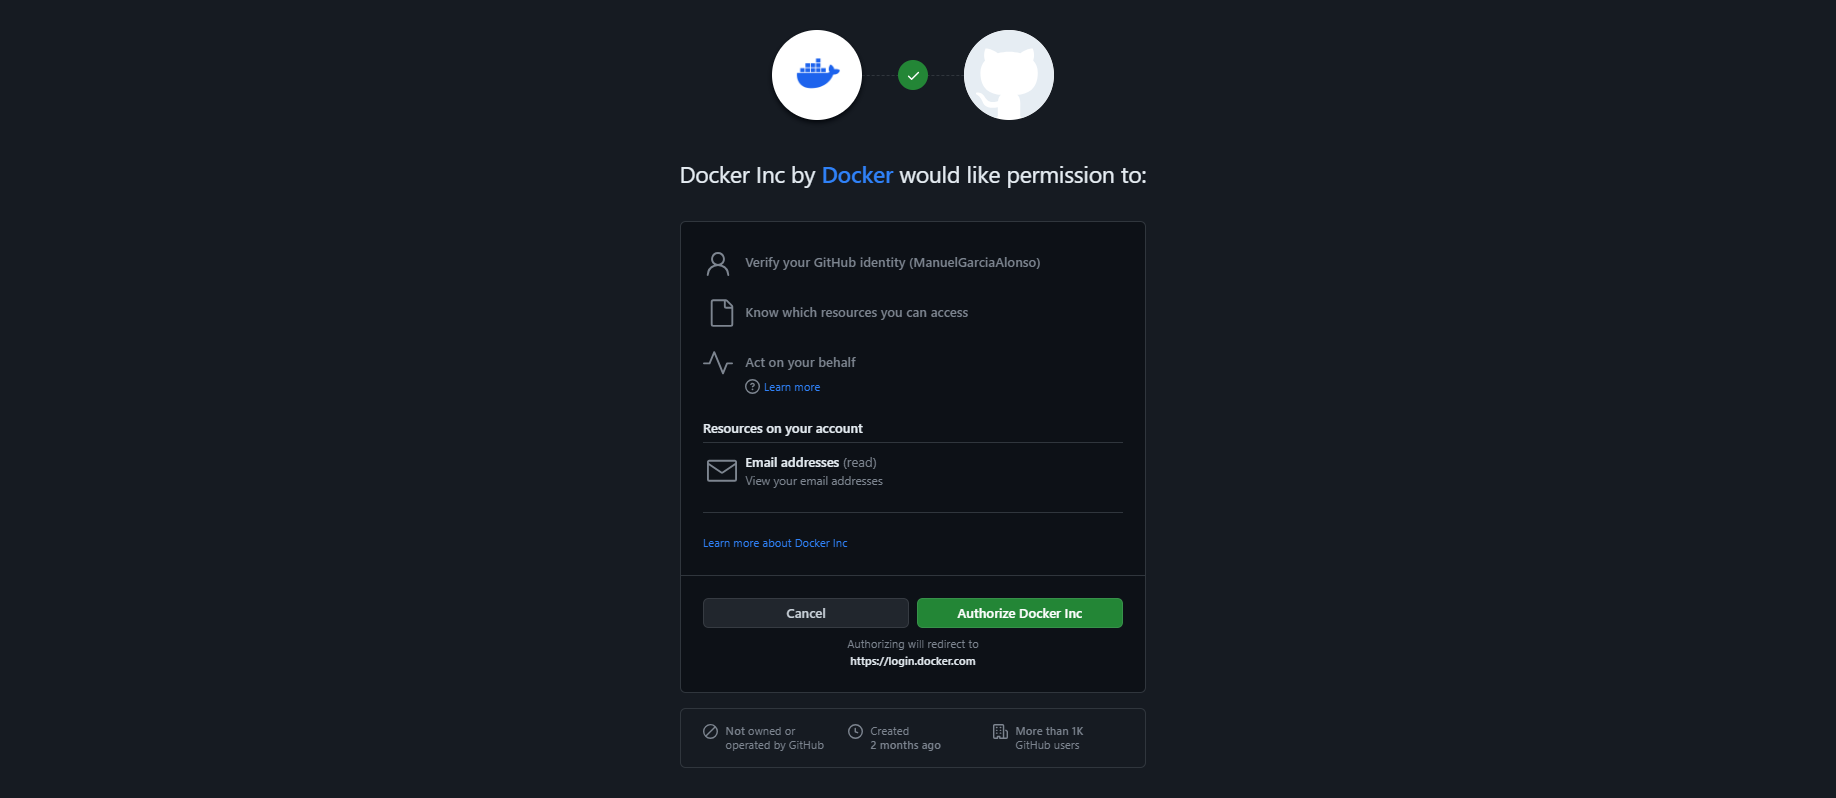 Docker Inc by Docker would like permission to:
Verify your GitHub identity (ManuelGarciaAlonso)
Know which resources you can access
Act on your behalf
Learn more
Resources on your account
Email addresses (read)
View your email addresses
Learn more about Docker Inc
Cancel
Authorize Docker Inc
Authorizing will redirect to
https://login.docker.com
Not owned or
operated by GitHub
Created
2 months ago
More than 1K
GitHub users